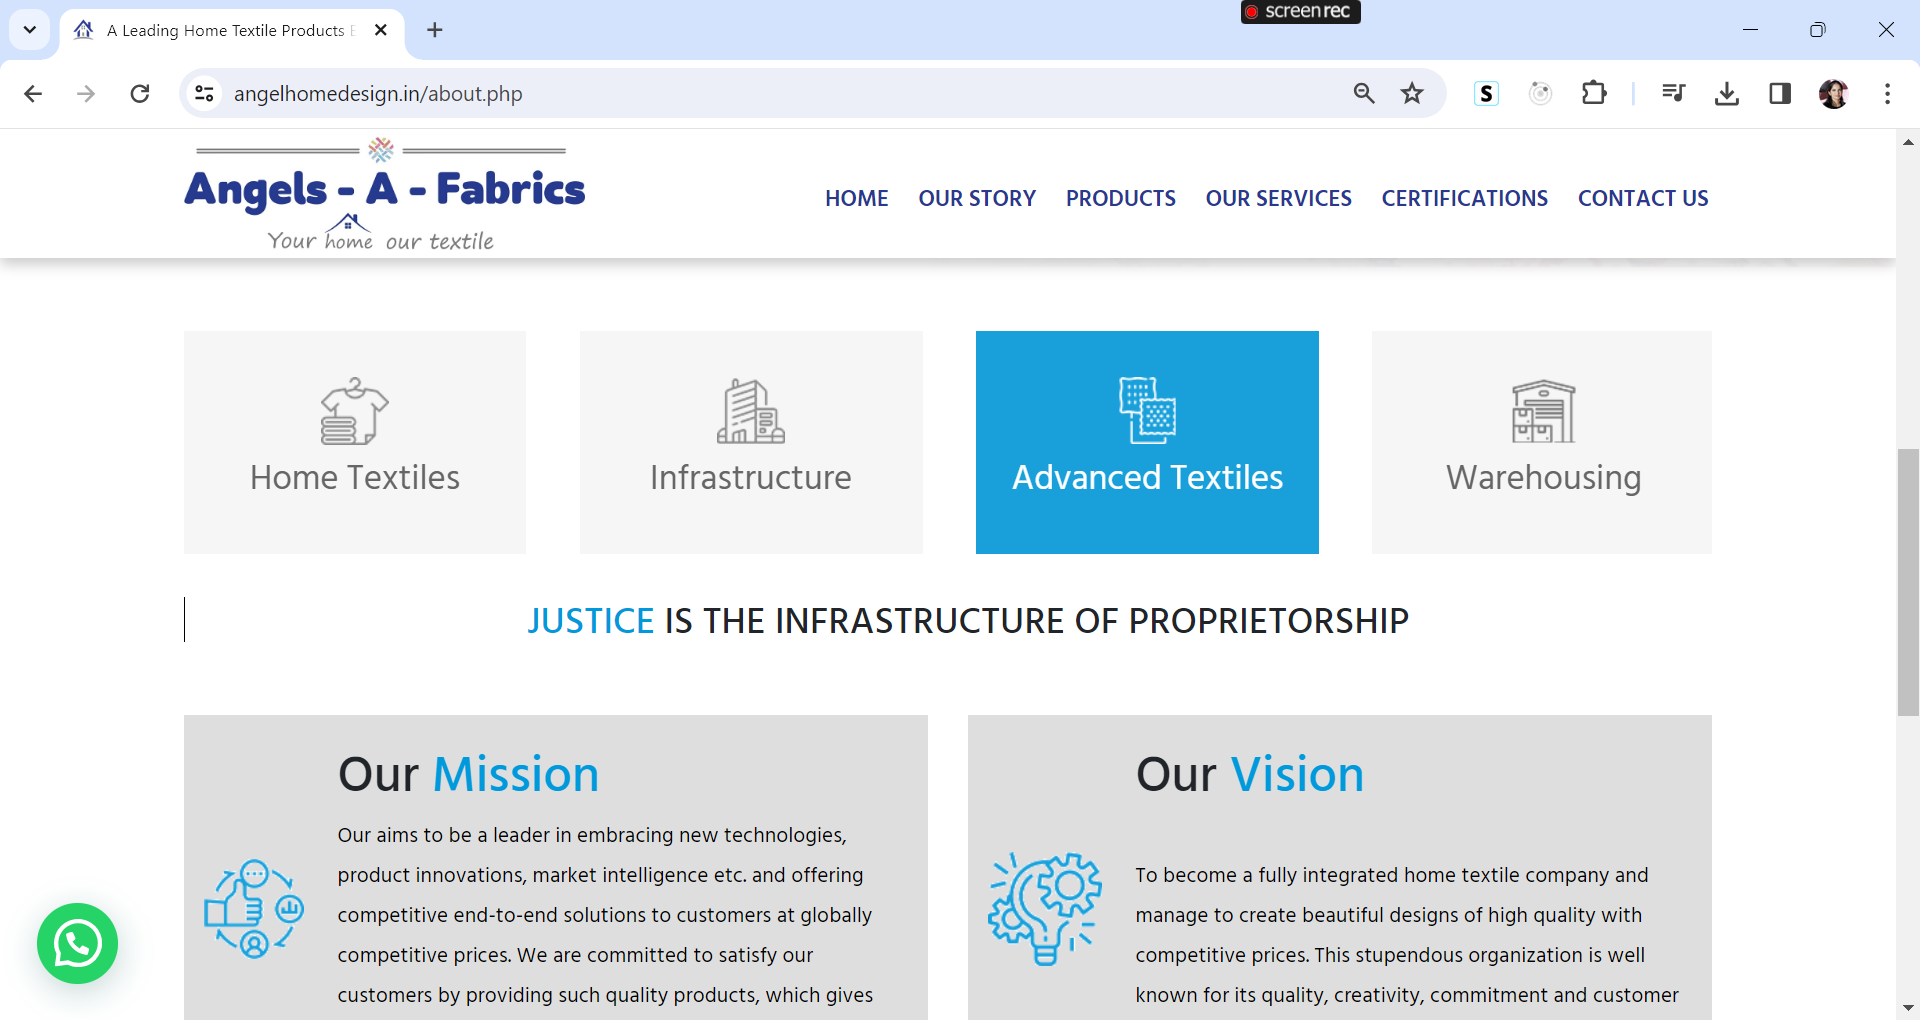 screenrec
A Leading Home Textile Products E
angelhomedesign.in/about.php
S
Angels - A - Fabrics
Your home our textile
HOME
OUR STORY
PRODUCTS
OUR SERVICES
CERTIFICATIONS
CONTACT US
Home Textiles
Infrastructure
Advanced Textiles
Warehousing
JUSTICE IS THE INFRASTRUCTURE OF PROPRIETORSHIP
Our Mission
Our aims to be a leader in embracing new technologies,
product innovations, market intelligence etc. and offering
competitive end-to-end solutions to customers at globally
competitive prices. We are committed to satisfy our
customers by providing such quality products, which gives
Our Vision
To become a fully integrated home textile company and
manage to create beautiful designs of high quality with
competitive prices. This stupendous organization is well
known for its quality, creativity, commitment and customer